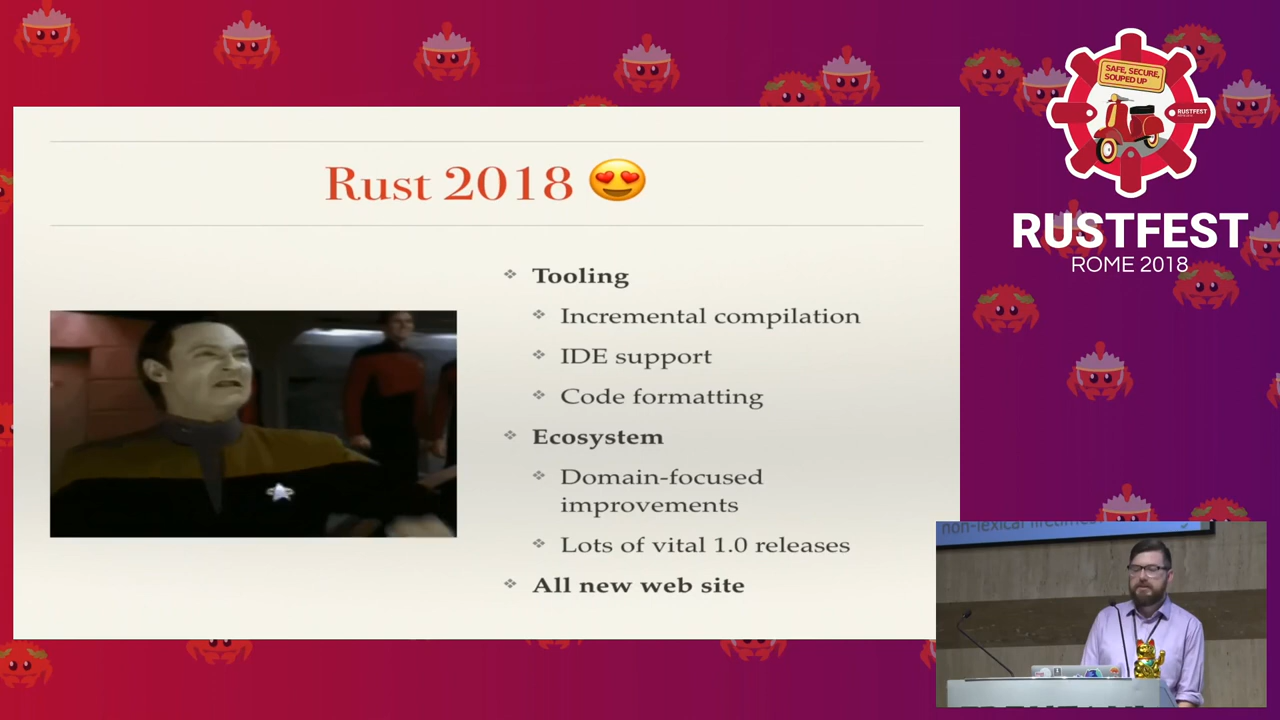 Rust 2018
Tooling
Incremental compilation
IDE support
Code formatting
Ecosystem
Domain-focused
improvements
Lots of vital 1.0 releases
All new web site
SAFE, SECURE,
SOUPED UP
RUSTFEST
RUSTFEST
ROME 2018
non-lexical lifetimes